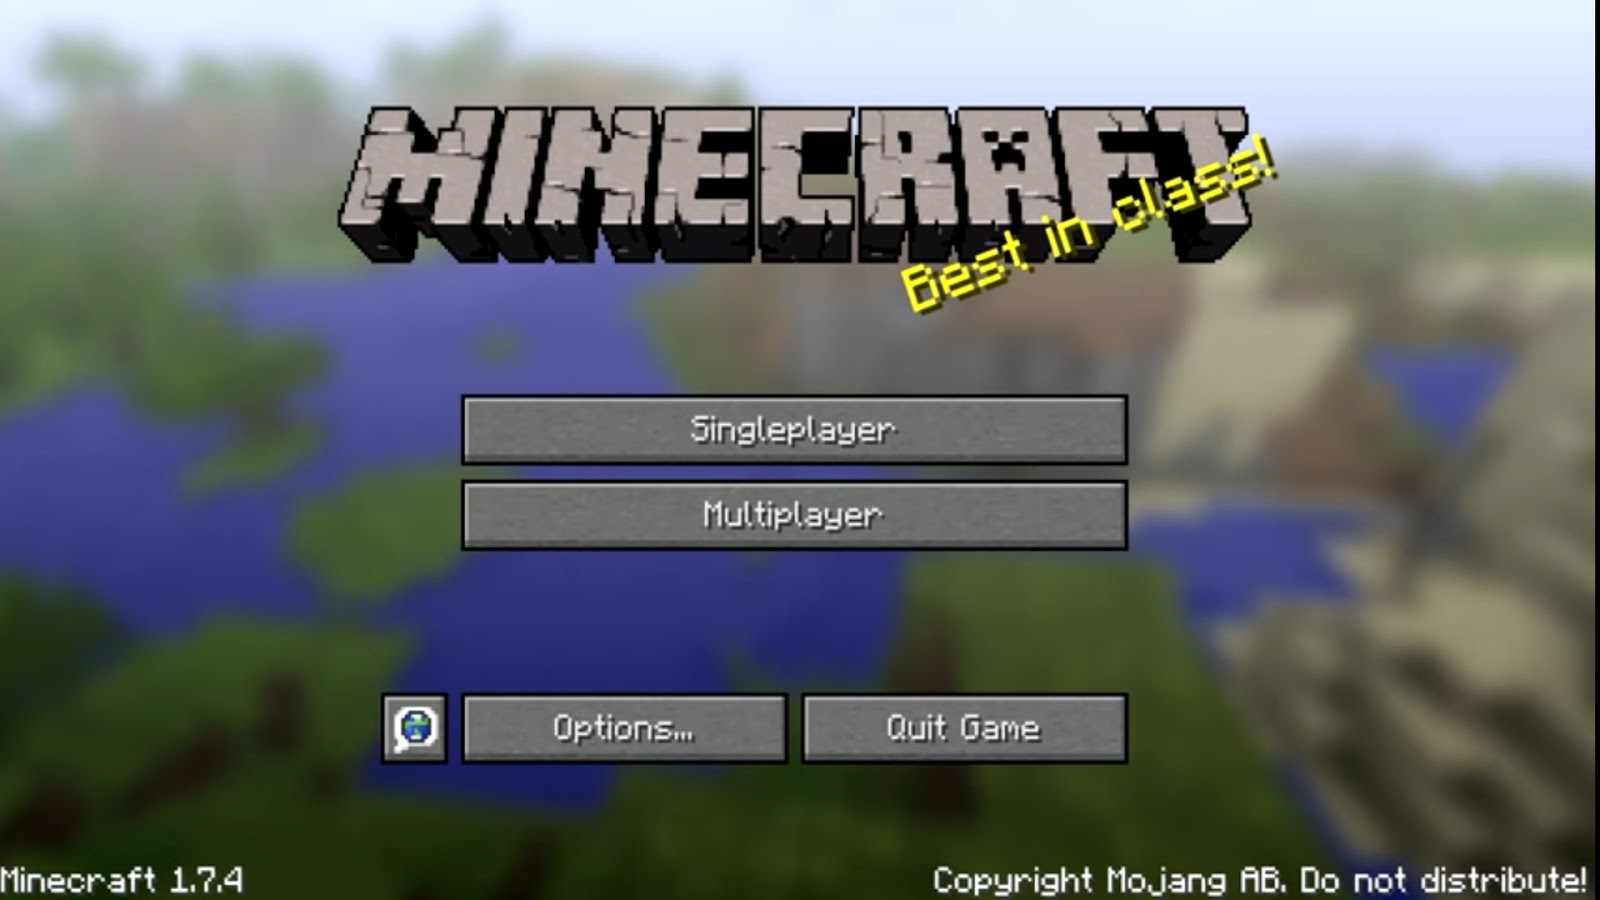 MINECRAFT
Best in class!
Singleplayer
Multiplayer
Options...
Quit Game
Minecraft 1.7.4
Copyright Mojang AB. Do not distribute!